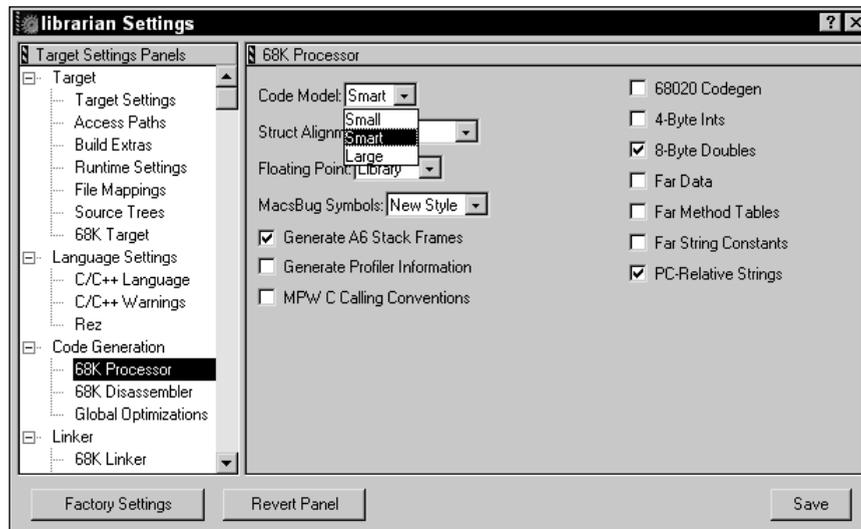 librarian Settings
Target Settings Panels
Target
Target Settings
Access Paths
Build Extras
Runtime Settings
File Mappings
Source Trees
68K Target
Language Settings
C/C++ Language
C/C++ Warnings
Rez
Code Generation
68K Processor
68K Disassembler
Global Optimizations
Linker
68K Linker
68K Processor
Code Model: Smart
Small
Smart
Large
Struct
Floating Point: Library
MacsBug Symbols: New Style
Generate A6 Stack Frames
Generate Profiler Information
MPW C Calling Conventions
68020 Codegen
4-Byte Ints
8-Byte Doubles
Far Data
Far Method Tables
Far String Constants
PC-Relative Strings
Factory Settings
Revert Panel
Save